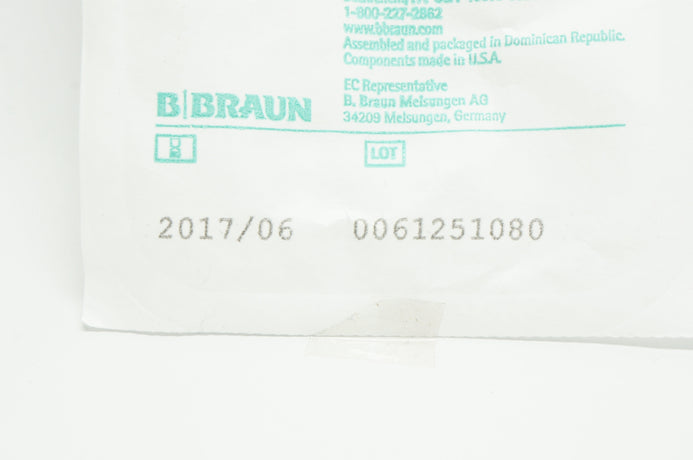 1-800-227-2862
www.bbraun.com
Assembled and packaged in Dominican Republic.
Components made in U.S.A.
EC Representative
B. Braun Melsungen AG
34209 Melsungen, Germany
B|BRAUN
LOT
2017/06 0061251080